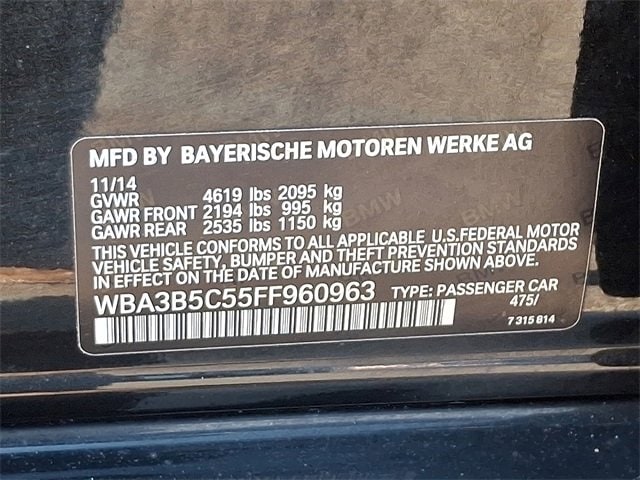 MFD BY BAYERISCHE MOTOREN WERKE AG
11/14
GVWR 4619 lbs 2095 kg
GAWR FRONT 2194 lbs 995 kg
GAWR REAR 2535 lbs 1150 kg
THIS VEHICLE CONFORMS TO ALL APPLICABLE U.S.FEDERAL MOTOR
VEHICLE SAFETY, BUMPER AND THEFT PREVENTION STANDARDS
IN EFFECT ON THE DATE OF MANUFACTURE SHOWN ABOVE.
WBA3B5C55FF960963 TYPE: PASSENGER CAR
475/
7 315 814